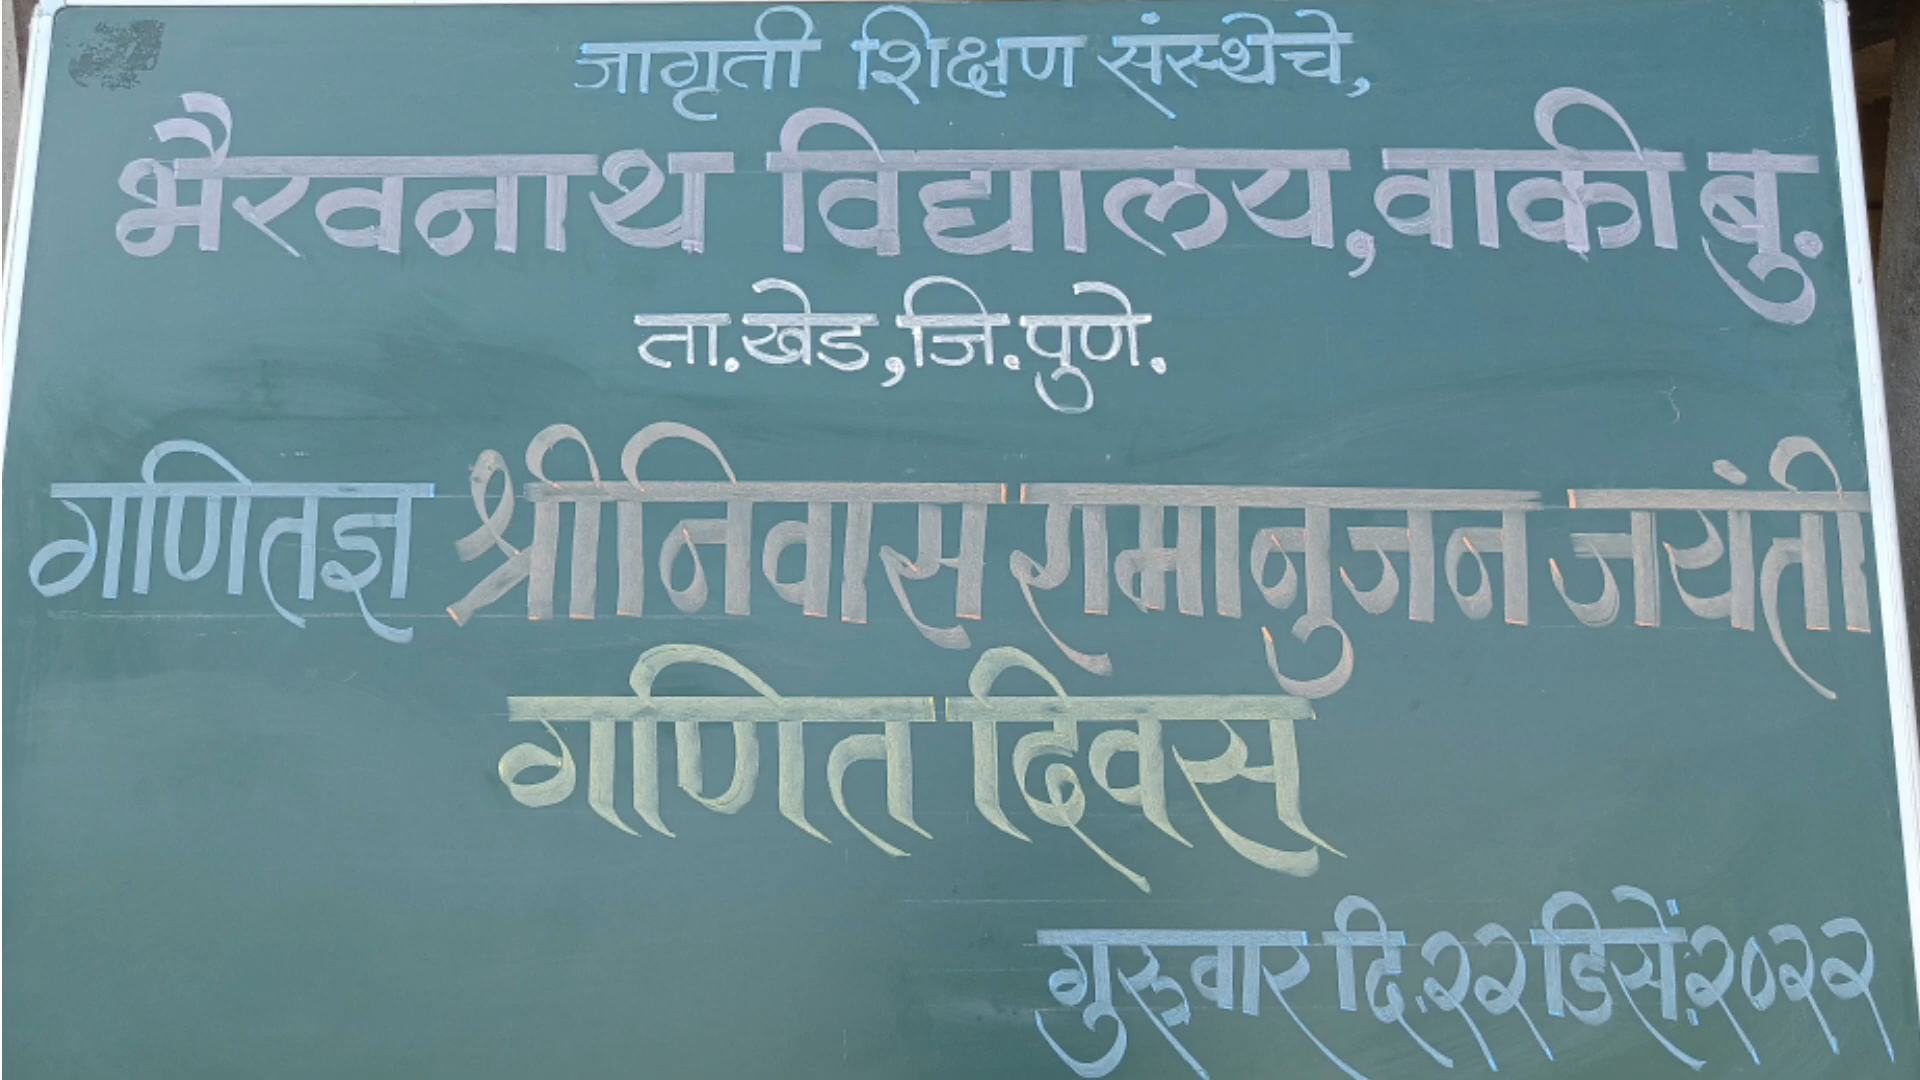 जागृती शिक्षण संस्थेचे,
भैरवनाथ विद्यालय,वाकी बु.
ता.खेड,जि.पुणे.
गणितज्ञ श्रीनिवास रामानुजन जयंती
गणित दिवस
गुरुवार दि.२२ डिसें.२०२२